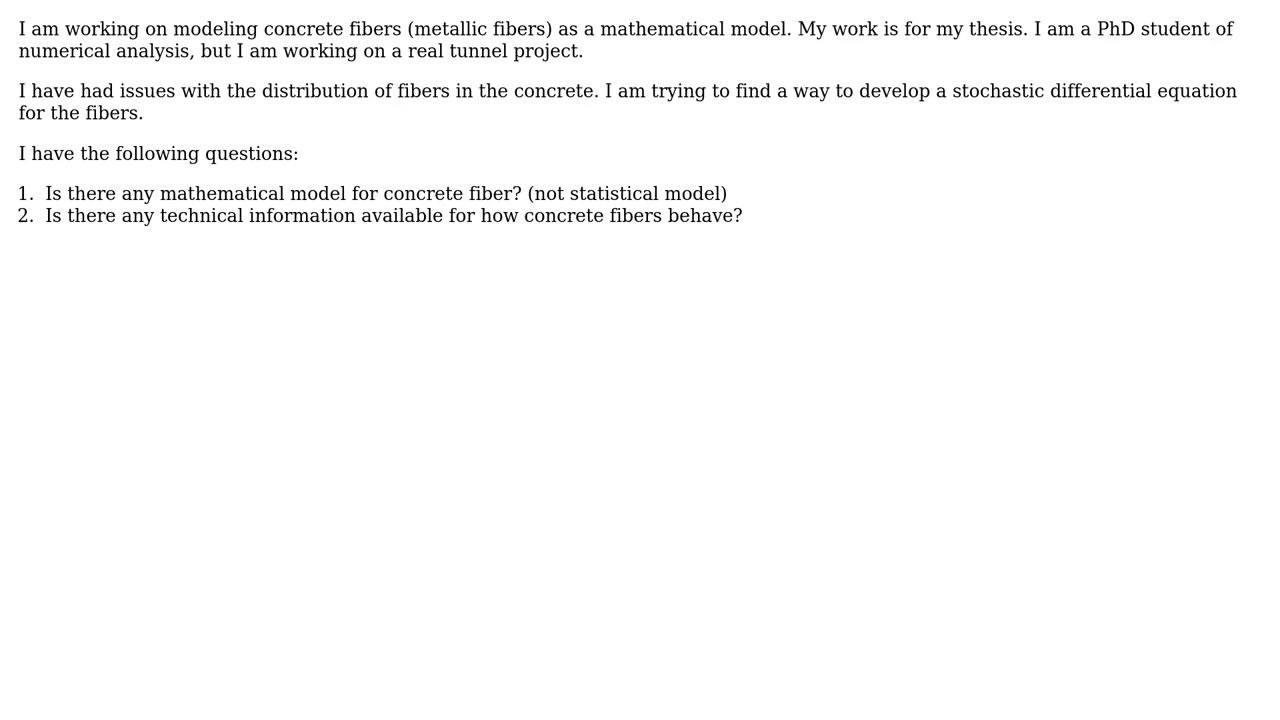 I am working on modeling concrete fibers (metallic fibers) as a mathematical model. My work is for my thesis. I am a PhD student of
numerical analysis, but I am working on a real tunnel project.
I have had issues with the distribution of fibers in the concrete. I am trying to find a way to develop a stochastic differential equation
for the fibers.
I have the following questions:
1. Is there any mathematical model for concrete fiber? (not statistical model)
2. Is there any technical information available for how concrete fibers behave?